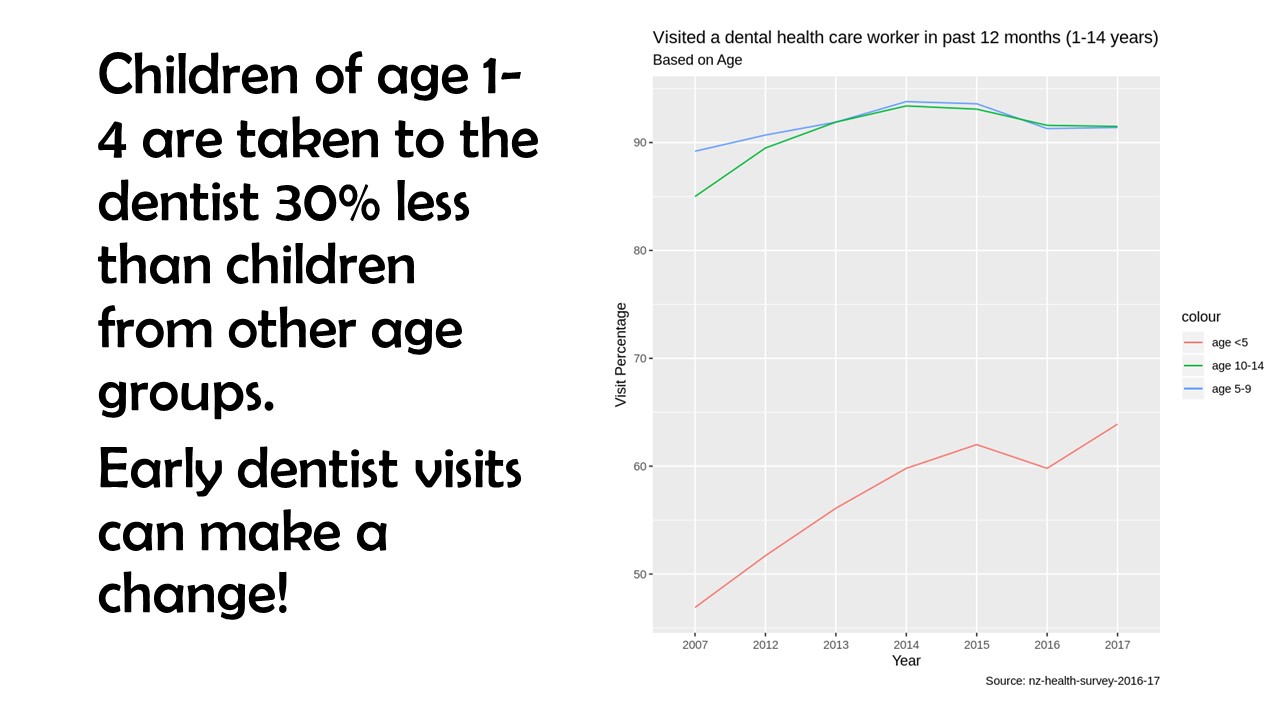 Children of age 1-
4 are taken to the
dentist 30% less
than children
from other age
groups.
Early dentist visits
can make a
change!
Visited a dental health care worker in past 12 months (1-14 years)
Based on Age
Visit Percentage
90
80
70
60
50
2007 2012 2013 2014 2015 2016 2017
Year
Source: nz-health-survey-2016-17
colour
age <5
age 10-14
age 5-9